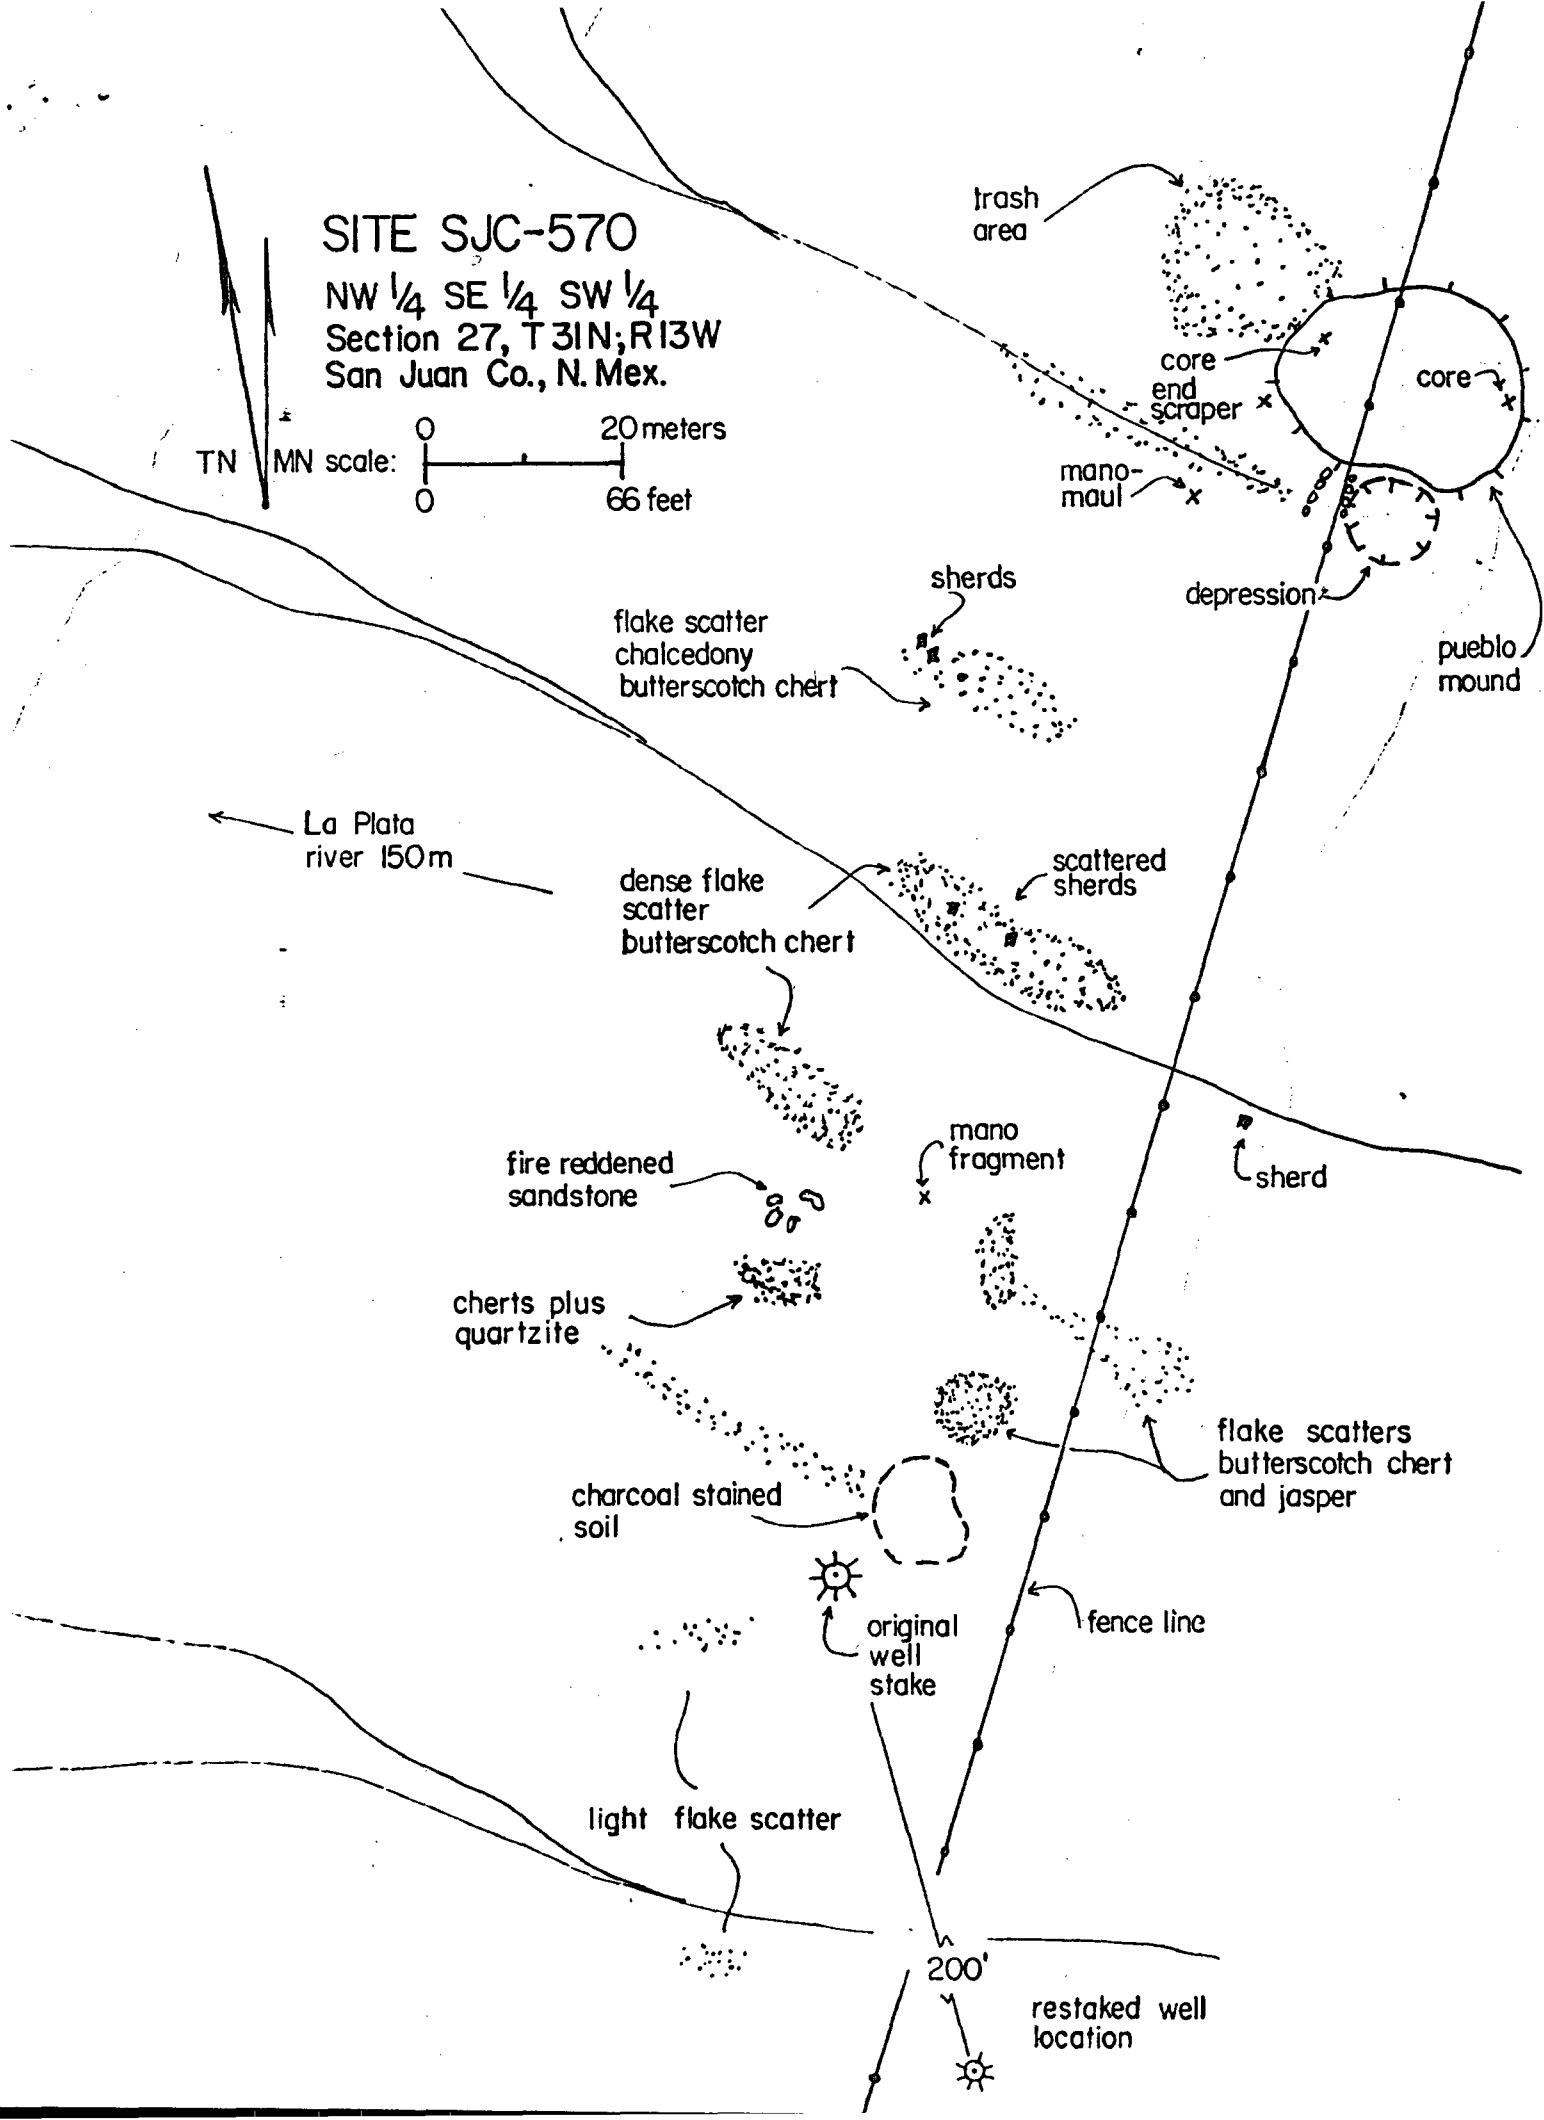 trash
area
SITE SJC-570
NW 1/4 SE 1/4 SW 1/4
Section 27, T31N; R13W
San Juan Co., N. Mex.
0 20 meters
TN MN scale:
0 66 feet
core
end
scraper
core
mano-
maul
depression
pueblo
mound
sherds
flake scatter
chalcedony
butterscotch chert
La Plata
river 150m
scattered
sherds
dense flake
scatter
butterscotch chert
mano
fragment
sherd
fire reddened
sandstone
cherts plus
quartzite
flake scatters
butterscotch chert
and jasper
charcoal stained
soil
original
well
stake
fence line
light flake scatter
200'
restaked well
location